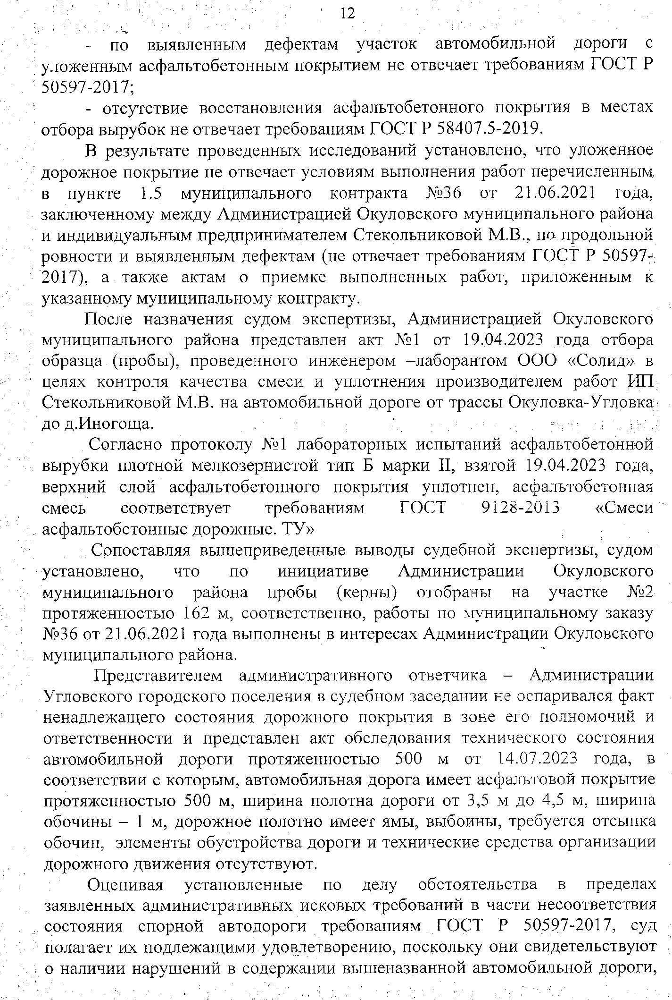 12
- по выявленным дефектам участок автомобильной дороги с
уложенным асфальтобетонным покрытием не отвечает требованиям ГОСТ Р
50597-2017;
- отсутствие восстановления асфальтобетонного покрытия в местах
отбора вырубок не отвечает требованиям ГОСТ Р 58407.5-2019.
В результате проведенных исследований установлено, что уложенное
дорожное покрытие не отвечает условиям выполнения работ перечисленным
в пункте 1.5 муниципального контракта №36 от 21.06.2021 года,
заключенному между Администрацией Окуловского муниципального района
и индивидуальным предпринимателем Стекольниковой М.В., по продольной
ровности и выявленным дефектам (не отвечает требованиям ГОСТ Р 50597-
2017), а также актам о приемке выполненных работ, приложенным к
указанному муниципальному контракту.
После назначения судом экспертизы, Администрацией Окуловского
муниципального района представлен акт №1 от 19.04.2023 года отбора
образца (пробы), проведенного инженером –лаборантом ООО «Солид» в
целях контроля качества смеси и уплотнения производителем работ ИП
Стекольниковой М.В. на автомобильной дороге от трассы Окуловка-Угловка
до д.Иногоща.
Согласно протоколу №1 лабораторных испытаний асфальтобетонной
вырубки плотной мелкозернистой тип Б марки II, взятой 19.04.2023 года,
верхний слой асфальтобетонного покрытия уплотнен, асфальтобетонная
смесь соответствует требованиям ГОСТ 9128-2013 «Смеси
асфальтобетонные дорожные. ТУ»
Сопоставляя вышеприведенные выводы судебной экспертизы, судом
установлено, что по инициативе Администрации Окуловского
муниципального района пробы (керны) отобраны на участке №2
протяженностью 162 м, соответственно, работы по муниципальному заказу
№36 от 21.06.2021 года выполнены в интересах Администрации Окуловского
муниципального района.
Представителем административного ответчика – Администрации
Угловского городского поселения в судебном заседании не оспаривался факт
ненадлежащего состояния дорожного покрытия в зоне его полномочий и
ответственности и представлен акт обследования технического состояния
автомобильной дороги протяженностью 500 м от 14.07.2023 года, в
соответствии с которым, автомобильная дорога имеет асфальтовой покрытие
протяженностью 500 м, ширина полотна дороги от 3,5 м до 4,5 м, ширина
обочины – 1 м, дорожное полотно имеет ямы, выбоины, требуется отсыпка
обочин, элементы обустройства дороги и технические средства организации
дорожного движения отсутствуют.
Оценивая установленные по делу обстоятельства в пределах
заявленных административных исковых требований в части несоответствия
состояния спорной автодороги требованиям ГОСТ Р 50597-2017, суд
полагает их подлежащими удовлетворению, поскольку они свидетельствуют
о наличии нарушений в содержании вышеназванной автомобильной дороги,